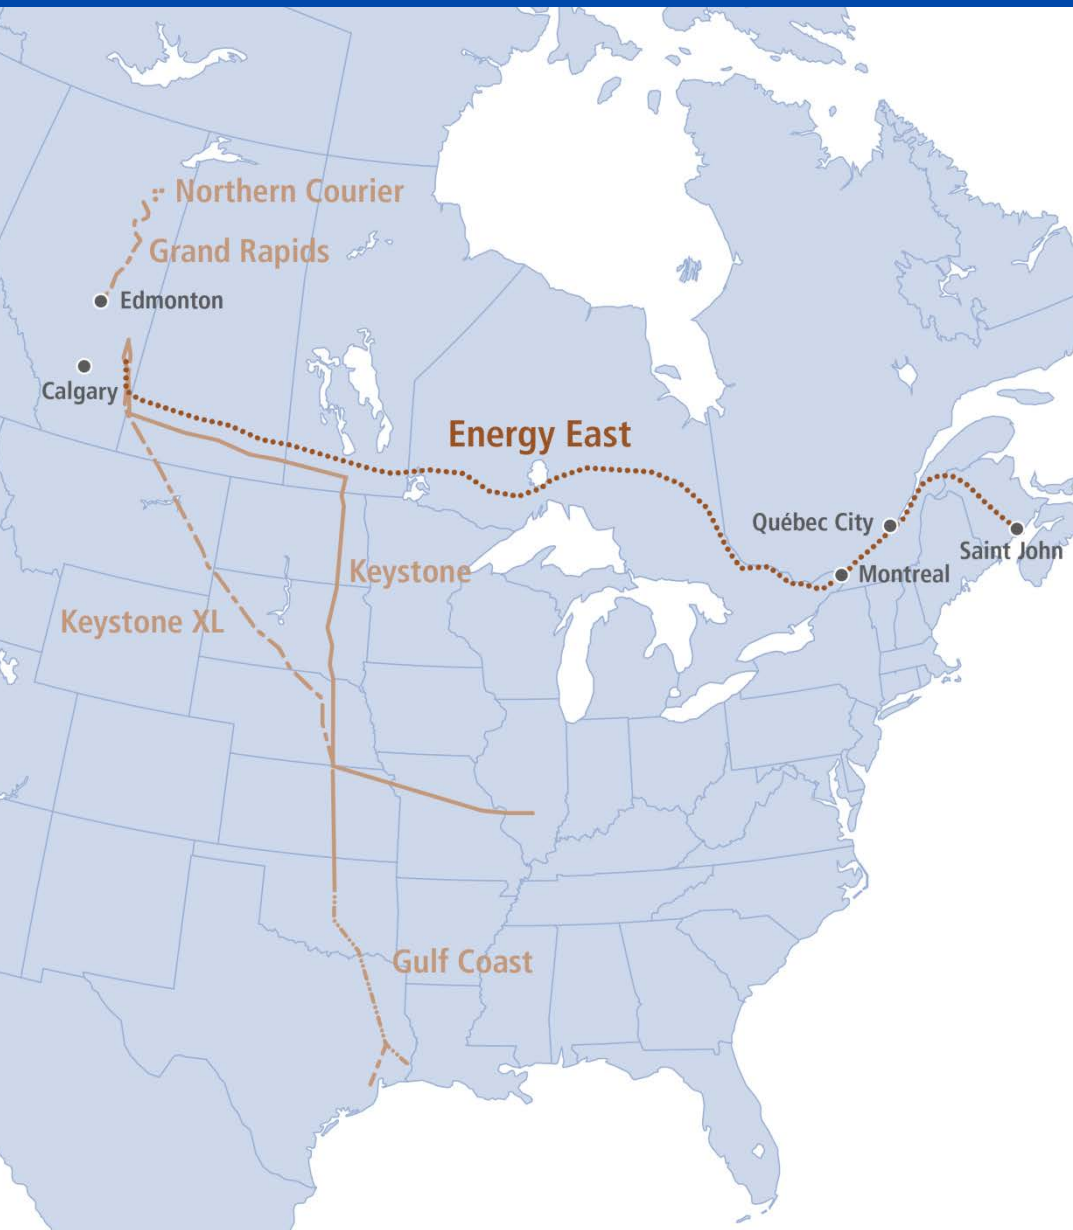 Northern Courier
Grand Rapids
Edmonton
Calgary
Energy East
Québec City
Saint John
Keystone
Montreal
Keystone XL
Gulf Coast